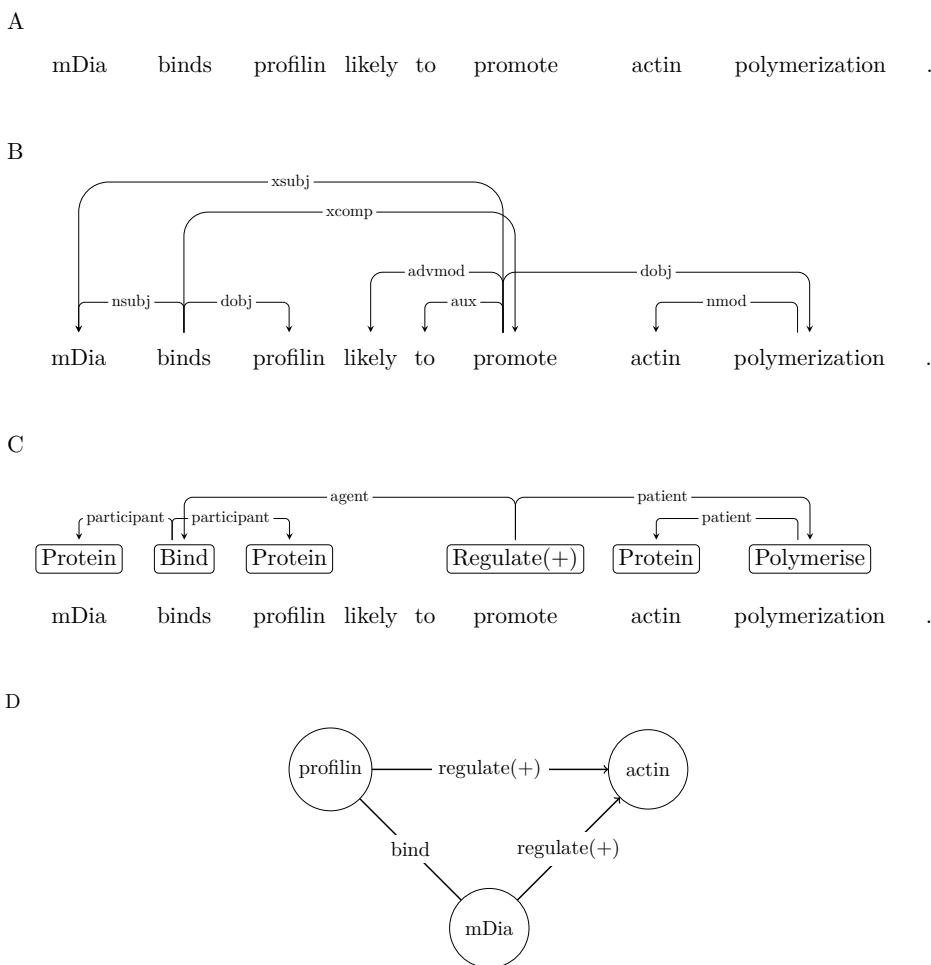 A
mDia binds profilin likely to promote actin polymerization .
B
xsubj
xcomp
advmod dobj
nsubj dobj aux nmod
mDia binds profilin likely to promote actin polymerization .
C
agent patient
participant participant patient
Protein Bind Protein Regulate(+) Protein Polymerise
mDia binds profilin likely to promote actin polymerization .
D
profilin regulate(+) actin
bind regulate(+)
mDia